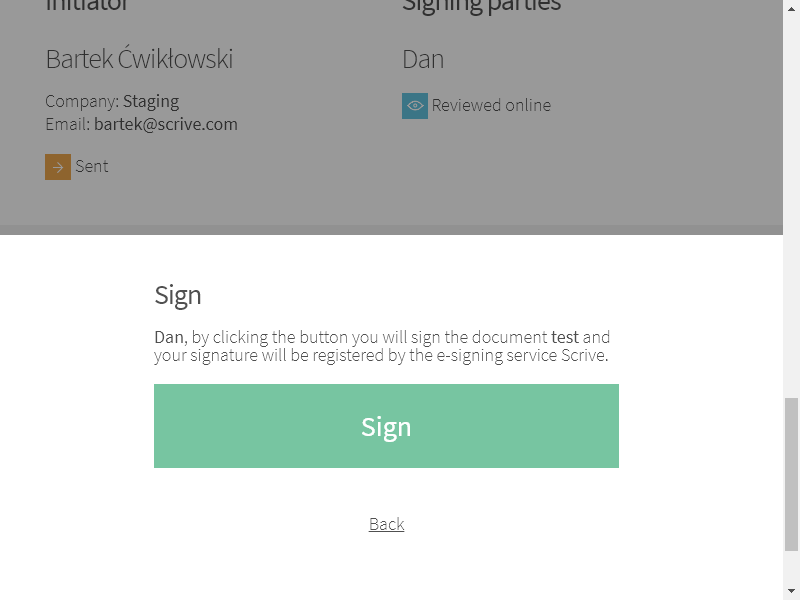 Initiator
Signing parties
Bartek Ćwikłowski
Dan
Company: Staging
Reviewed online
Email: bartek@scrive.com
Sent
Sign
Dan, by clicking the button you will sign the document test and
your signature will be registered by the e-signing service Scrive.
Sign
Back